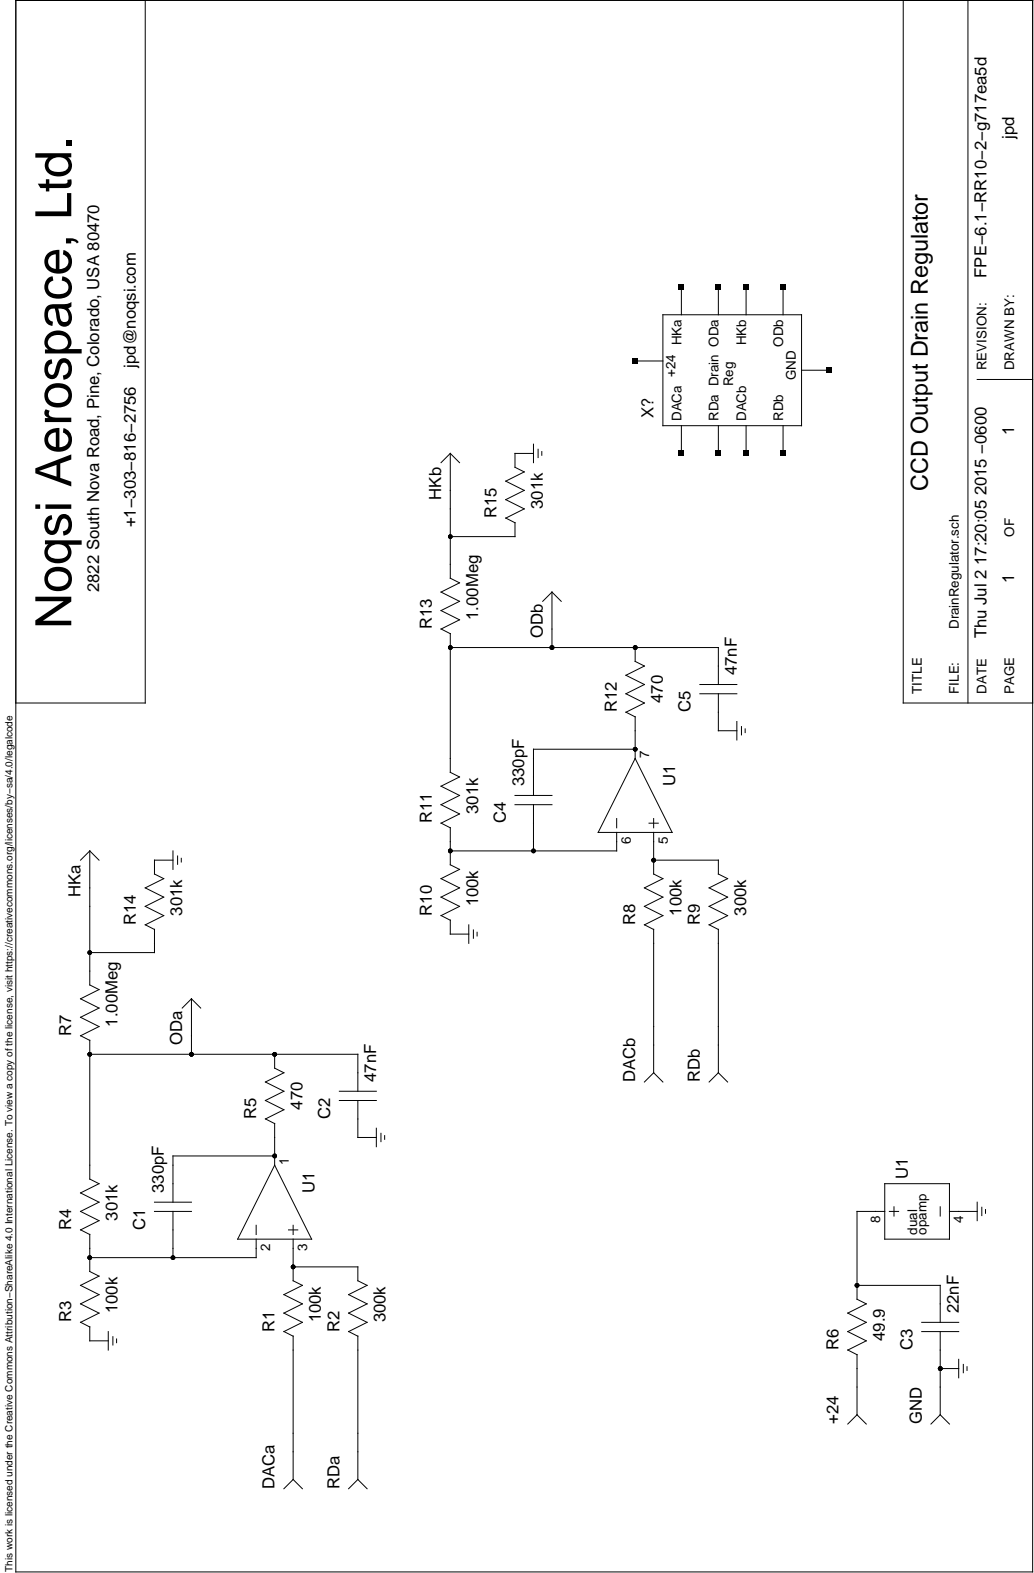 This work is licensed under the Creative Commons Attribution−ShareAlike 4.0 International License. To view a copy of the license, visit https://creativecommons.org/licenses/by−sa/4.0/legalcode
Noqsi Aerospace, Ltd.
2822 South Nova Road, Pine, Colorado, USA 80470
+1−303−816−2756 jpd@noqsi.com
R3
100k
R4
301k
R7
1.00Meg
HKa
R14
301k
C1
330pF
ODa
2
3
1
U1
R5
470
C2
47nF
DACa
R1
100k
RDa
R2
300k
R10
100k
R11
301k
R13
1.00Meg
HKb
R15
301k
C4
330pF
ODb
6
5
7
U1
R12
470
C5
47nF
DACb
R8
100k
RDb
R9
300k
X?
DACa +24 HKa
RDa Drain ODa
Reg
DACb HKb
RDb ODb
GND
+24
R6
49.9
GND
C3
22nF
U1
8
+
dual
opamp
−
4
TITLE
CCD Output Drain Regulator
FILE: DrainRegulator.sch
DATE Thu Jul 2 17:20:05 2015 −0600
REVISION: FPE−6.1−RR10−2−g717ea5d
PAGE 1 OF 1
DRAWN BY: jpd